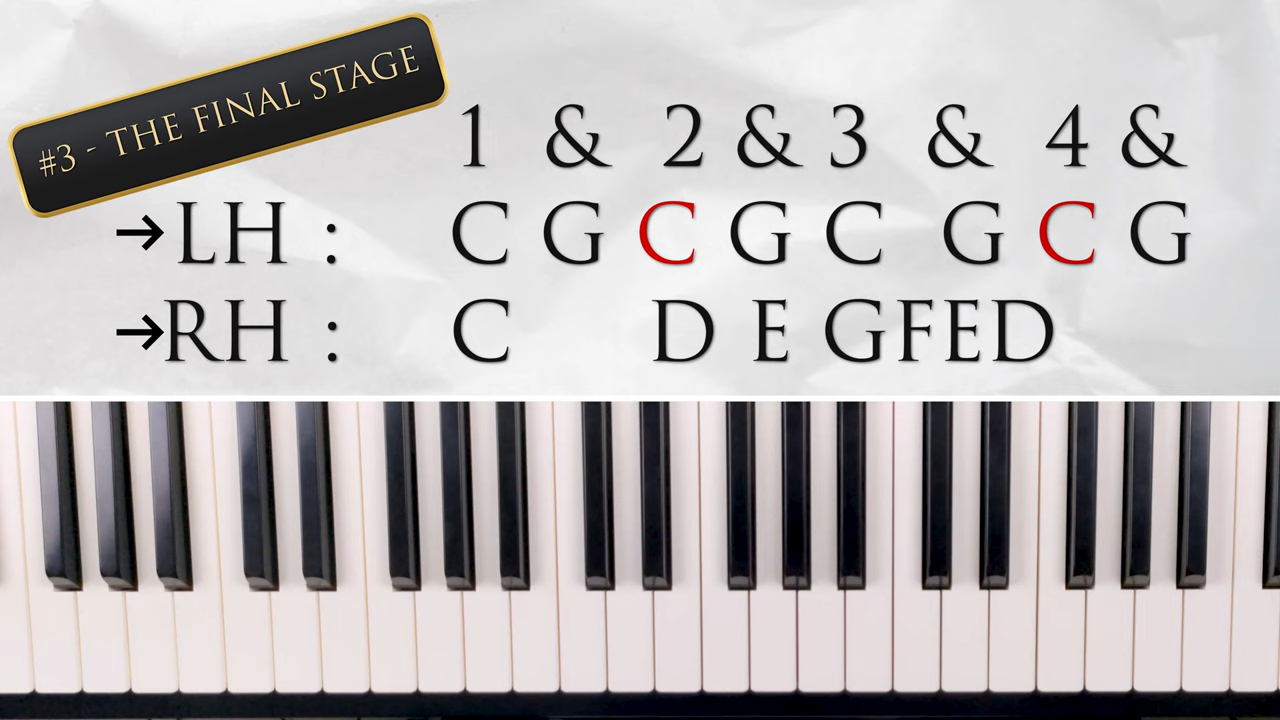 #3 - THE FINAL STAGE
1 & 2 & 3 & 4 &
→LH : C G C G C G C G
→RH : C D E GFED